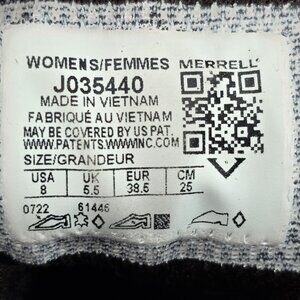 WOMENS/FEMMES MERRELL
J035440
MADE IN VIETNAM
FABRIQUÉ AU VIETNAM
MAY BE COVERED BY US PAT.
WWW.PATENTS.WWWINC.COM
SIZE/GRANDEUR
USA UK EUR CM
8 5.5 38.5 25
0722 61446